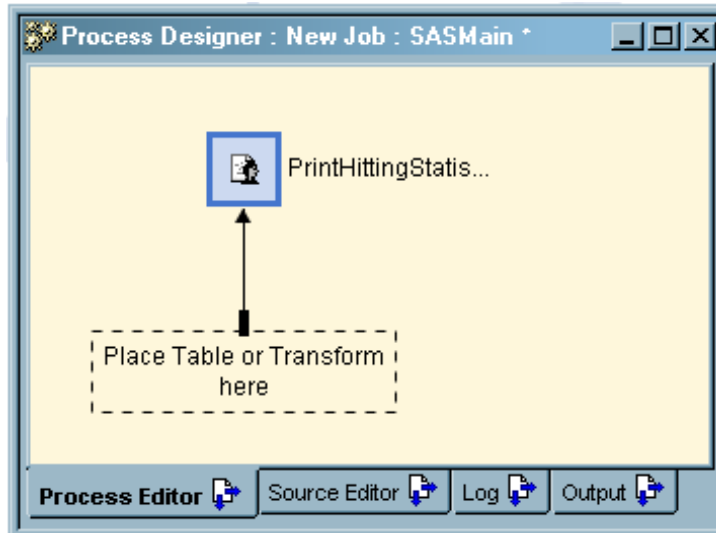 Process Designer : New Job : SASMain *
PrintHittingStatis...
Place Table or Transform
here
Process Editor
Source Editor
Log
Output